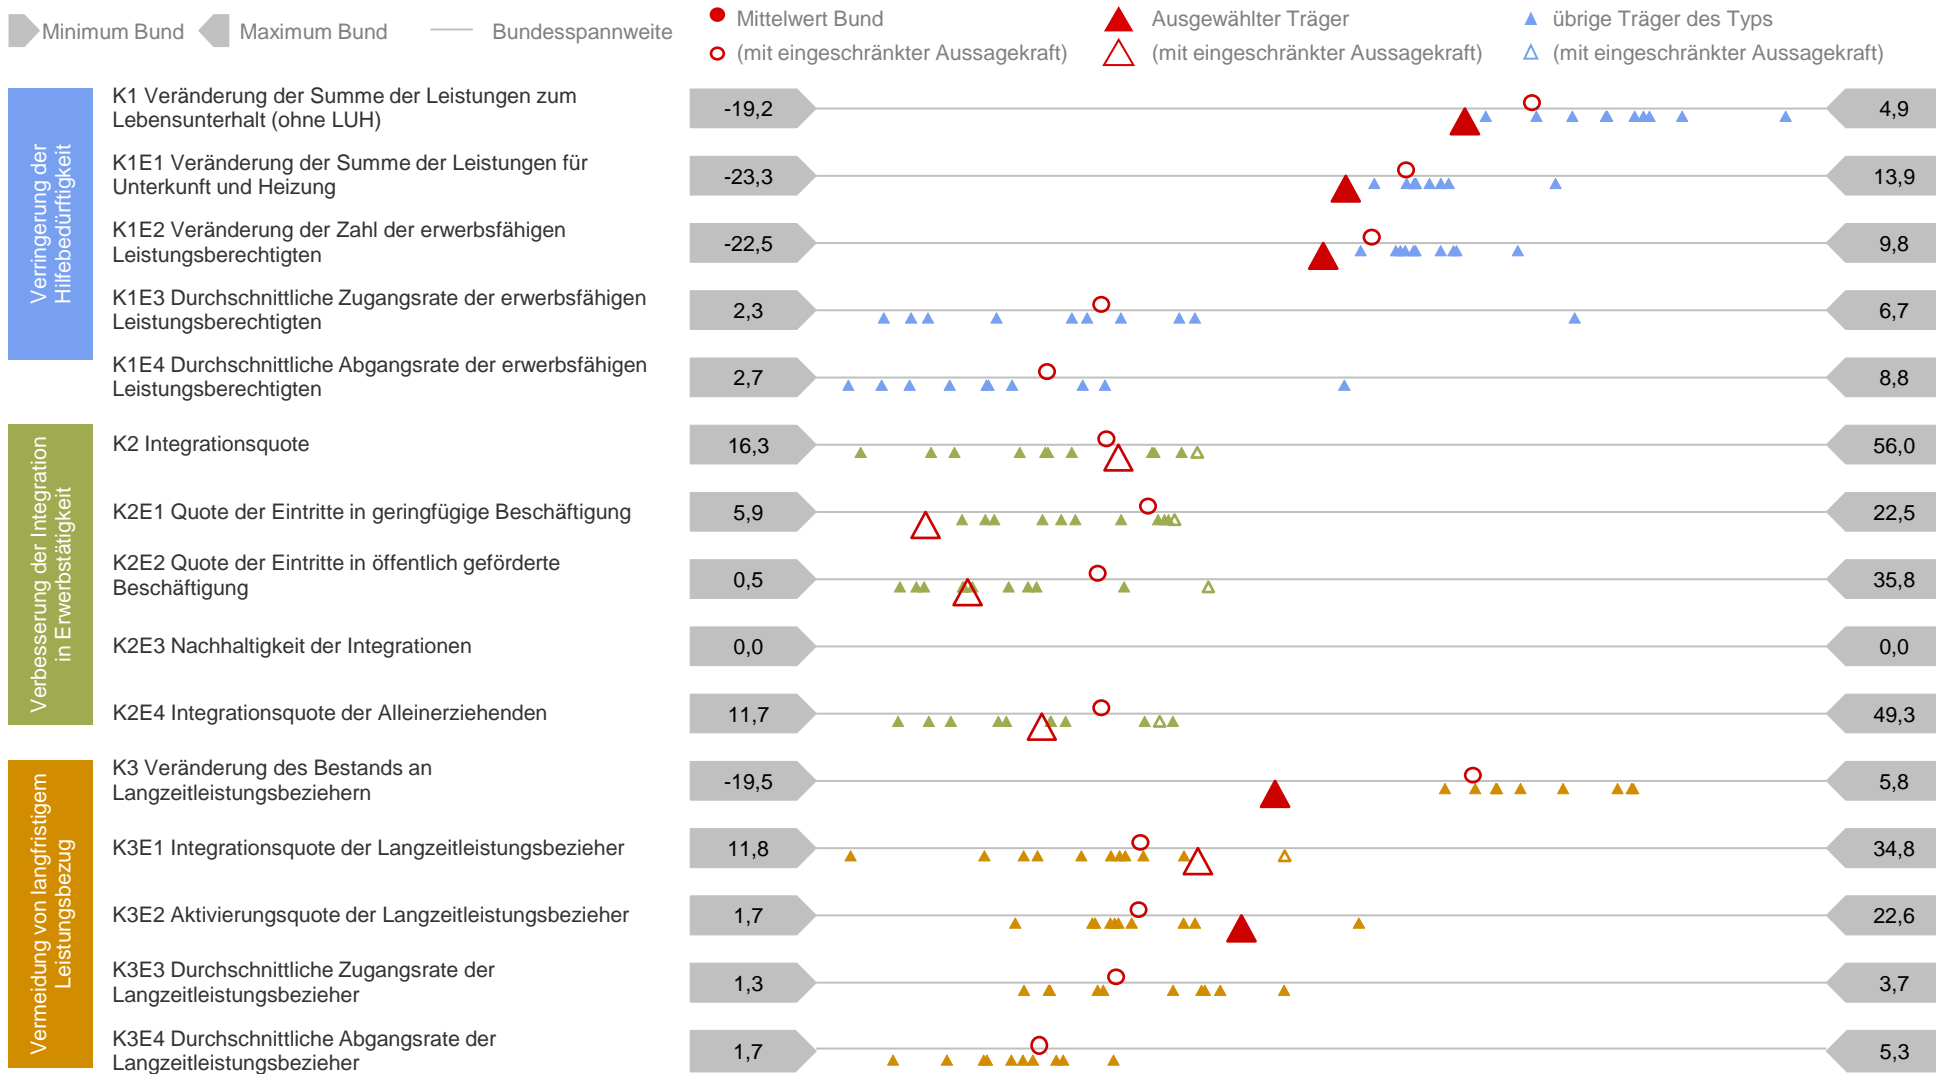 Minimum Bund Maximum Bund Bundesspannweite
Mittelwert Bund Ausgewählter Träger übrige Träger des Typs
(mit eingeschränkter Aussagekraft) (mit eingeschränkter Aussagekraft) (mit eingeschränkter Aussagekraft)
Verringerung der
Hilfebedürftigkeit
K1 Veränderung der Summe der Leistungen zum
Lebensunterhalt (ohne LUH)
-19,2 4,9
K1E1 Veränderung der Summe der Leistungen für
Unterkunft und Heizung
-23,3 13,9
K1E2 Veränderung der Zahl der erwerbsfähigen
Leistungsberechtigten
-22,5 9,8
K1E3 Durchschnittliche Zugangsrate der erwerbsfähigen
Leistungsberechtigten
2,3 6,7
K1E4 Durchschnittliche Abgangsrate der erwerbsfähigen
Leistungsberechtigten
2,7 8,8
Verbesserung der Integration
in Erwerbstätigkeit
K2 Integrationsquote
16,3 56,0
K2E1 Quote der Eintritte in geringfügige Beschäftigung
5,9 22,5
K2E2 Quote der Eintritte in öffentlich geförderte
Beschäftigung
0,5 35,8
K2E3 Nachhaltigkeit der Integrationen
0,0 0,0
K2E4 Integrationsquote der Alleinerziehenden
11,7 49,3
Vermeidung von langfristigem
Leistungsbezug
K3 Veränderung des Bestands an
Langzeitleistungsbeziehern
-19,5 5,8
K3E1 Integrationsquote der Langzeitleistungsbezieher
11,8 34,8
K3E2 Aktivierungsquote der Langzeitleistungsbezieher
1,7 22,6
K3E3 Durchschnittliche Zugangsrate der
Langzeitleistungsbezieher
1,3 3,7
K3E4 Durchschnittliche Abgangsrate der
Langzeitleistungsbezieher
1,7 5,3